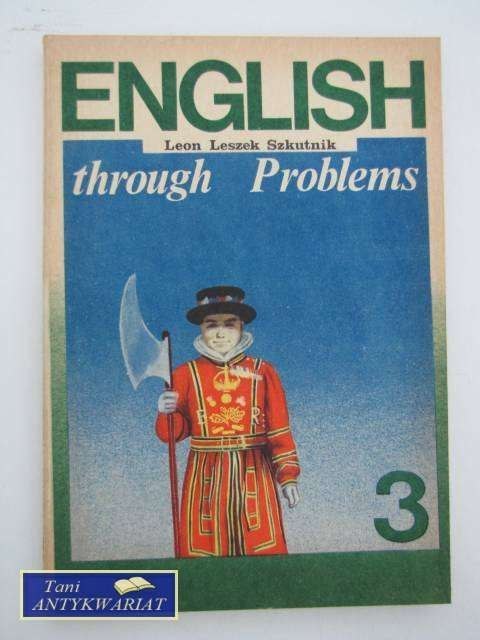 ENGLISH
Leon Leszek Szkutnik
through Problems
E R
3
Tani
ANTYKWARIAT